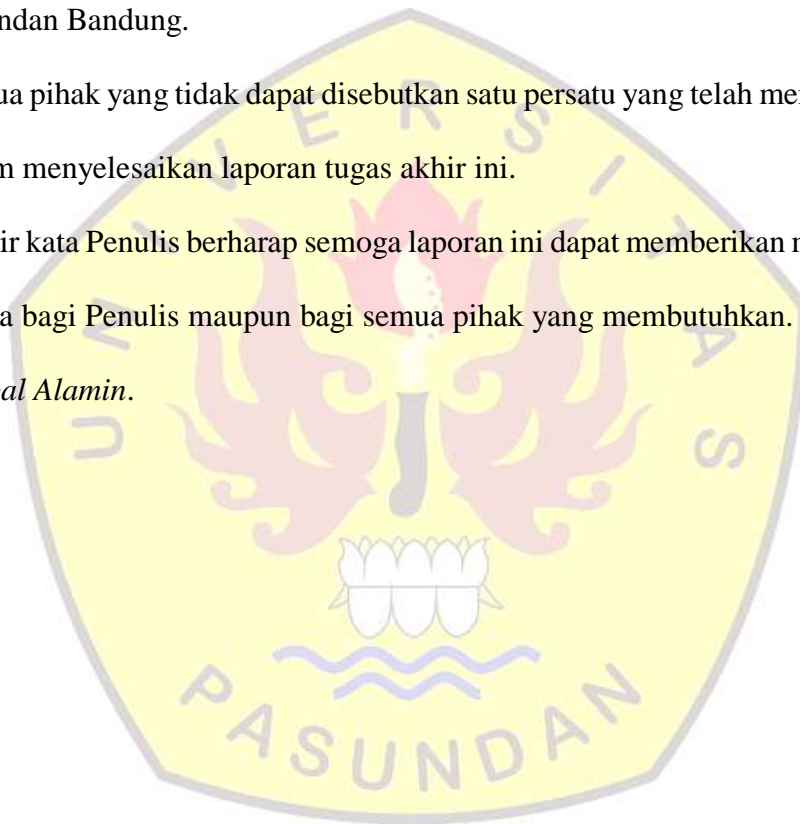 ndan Bandung.
ua pihak yang tidak dapat disebutkan satu persatu yang telah me
m menyelesaikan laporan tugas akhir ini.
ir kata Penulis berharap semoga laporan ini dapat memberikan
a bagi Penulis maupun bagi semua pihak yang membutuhkan.
al Alamin.
UNIVERSITAS
PASUNDAN